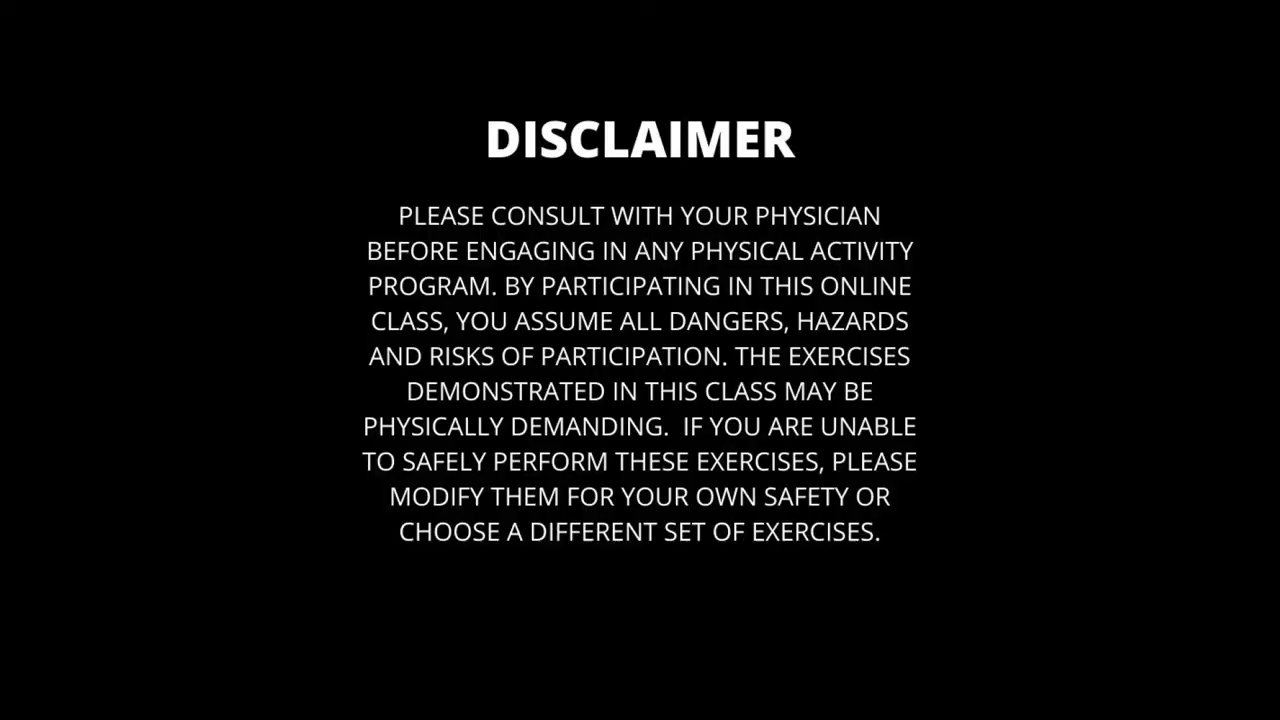 DISCLAIMER
PLEASE CONSULT WITH YOUR PHYSICIAN
BEFORE ENGAGING IN ANY PHYSICAL ACTIVITY
PROGRAM. BY PARTICIPATING IN THIS ONLINE
CLASS, YOU ASSUME ALL DANGERS, HAZARDS
AND RISKS OF PARTICIPATION. THE EXERCISES
DEMONSTRATED IN THIS CLASS MAY BE
PHYSICALLY DEMANDING.  IF YOU ARE UNABLE
TO SAFELY PERFORM THESE EXERCISES, PLEASE
MODIFY THEM FOR YOUR OWN SAFETY OR
CHOOSE A DIFFERENT SET OF EXERCISES.